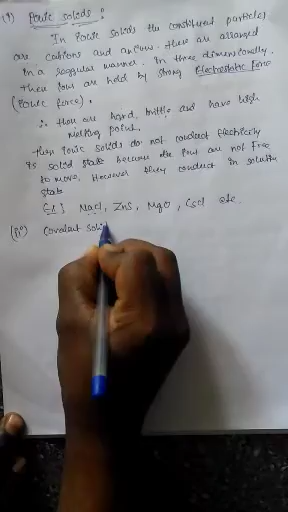 (i) Ionic solids :
In Ionic solids the constituent particles
are cations and anions. These are arranged
in a regular manner. In three dimensionally.
These ions are held by strong Electrostatic force
(Ionic force).
∴ They are hard, brittle and have high
melting point.
These Ionic solids do not conduct electricity
is solid state because the ions are not free
to move. However they conduct in solution
state
Ex] NaCl, ZnS, MgO, CsCl etc.
(ii) Covalent soli